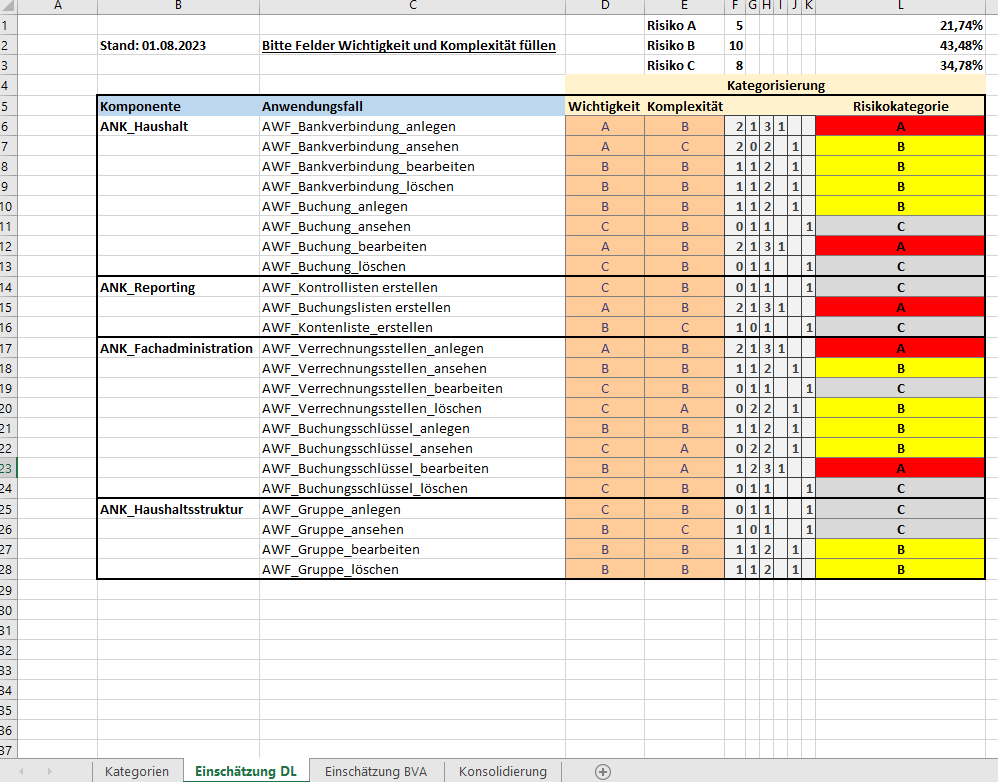 A B C D E F G H I J K L
1 Risiko A 5 21,74%
2 Stand: 01.08.2023 Bitte Felder Wichtigkeit und Komplexität füllen Risiko B 10 43,48%
3 Risiko C 8 34,78%
4 Kategorisierung
5 Komponente Anwendungsfall Wichtigkeit Komplexität Risikokategorie
6 ANK_Haushalt AWF_Bankverbindung_anlegen A B 2 1 3 1 A
7 AWF_Bankverbindung_ansehen A C 2 0 2 1 B
8 AWF_Bankverbindung_bearbeiten B B 1 1 2 1 B
9 AWF_Bankverbindung_löschen B B 1 1 2 1 B
10 AWF_Buchung_anlegen B B 1 1 2 1 B
11 AWF_Buchung_ansehen C B 0 1 1 1 C
12 AWF_Buchung_bearbeiten A B 2 1 3 1 A
13 AWF_Buchung_löschen C B 0 1 1 1 C
14 ANK_Reporting AWF_Kontrollisten erstellen C B 0 1 1 1 C
15 AWF_Buchungslisten erstellen A B 2 1 3 1 A
16 AWF_Kontenliste_erstellen B C 1 0 1 1 C
17 ANK_Fachadministration AWF_Verrechnungsstellen_anlegen A B 2 1 3 1 A
18 AWF_Verrechnungsstellen_ansehen B B 1 1 2 1 B
19 AWF_Verrechnungsstellen_bearbeiten C B 0 1 1 1 C
20 AWF_Verrechnungsstellen_löschen C A 0 2 2 1 B
21 AWF_Buchungsschlüssel_anlegen B B 1 1 2 1 B
22 AWF_Buchungsschlüssel_ansehen C A 0 2 2 1 B
23 AWF_Buchungsschlüssel_bearbeiten B A 1 2 3 1 A
24 AWF_Buchungsschlüssel_löschen C B 0 1 1 1 C
25 ANK_Haushaltsstruktur AWF_Gruppe_anlegen C B 0 1 1 1 C
26 AWF_Gruppe_ansehen B C 1 0 1 1 C
27 AWF_Gruppe_bearbeiten B B 1 1 2 1 B
28 AWF_Gruppe_löschen B B 1 1 2 1 B
29
30
31
32
33
34
35
36
37
Kategorien Einschätzung DL Einschätzung BVA Konsolidierung